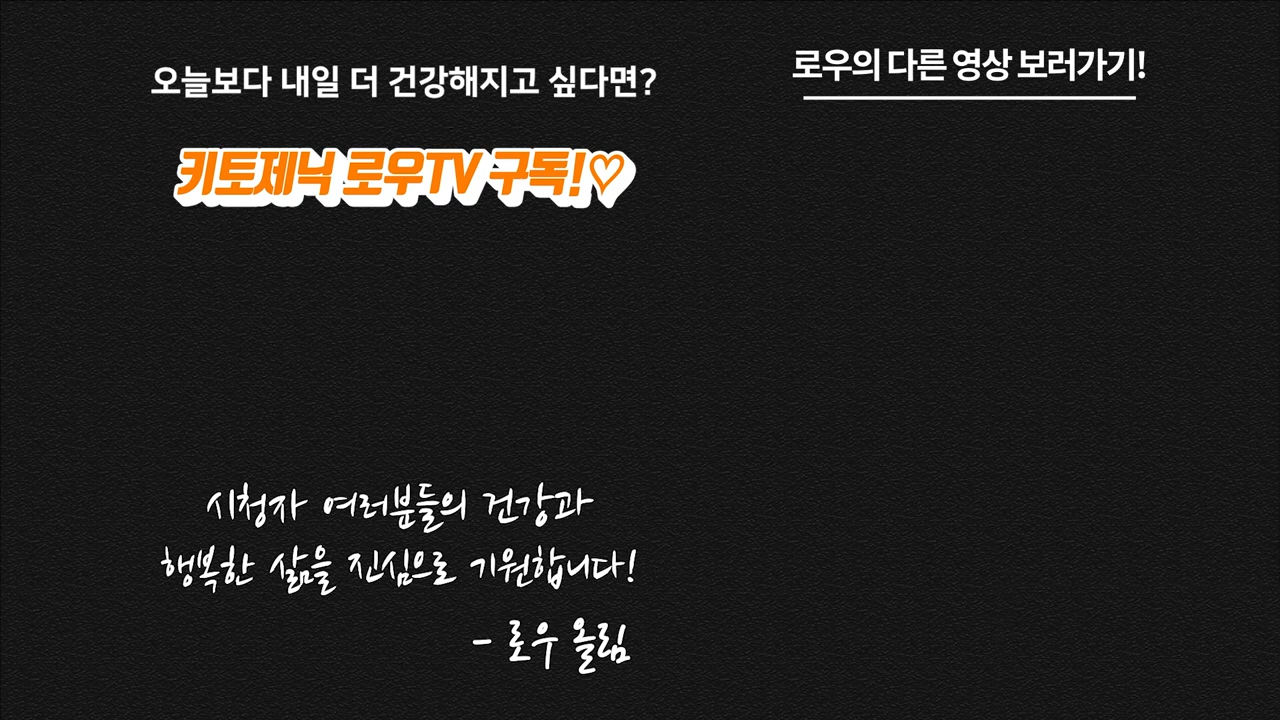 오늘보다 내일 더 건강해지고 싶다면?
키토제닉 로우TV 구독!♡
로우의 다른 영상 보러가기!
시청자 여러분들의 건강과
행복한 삶을 진심으로 기원합니다!
- 로우 올림